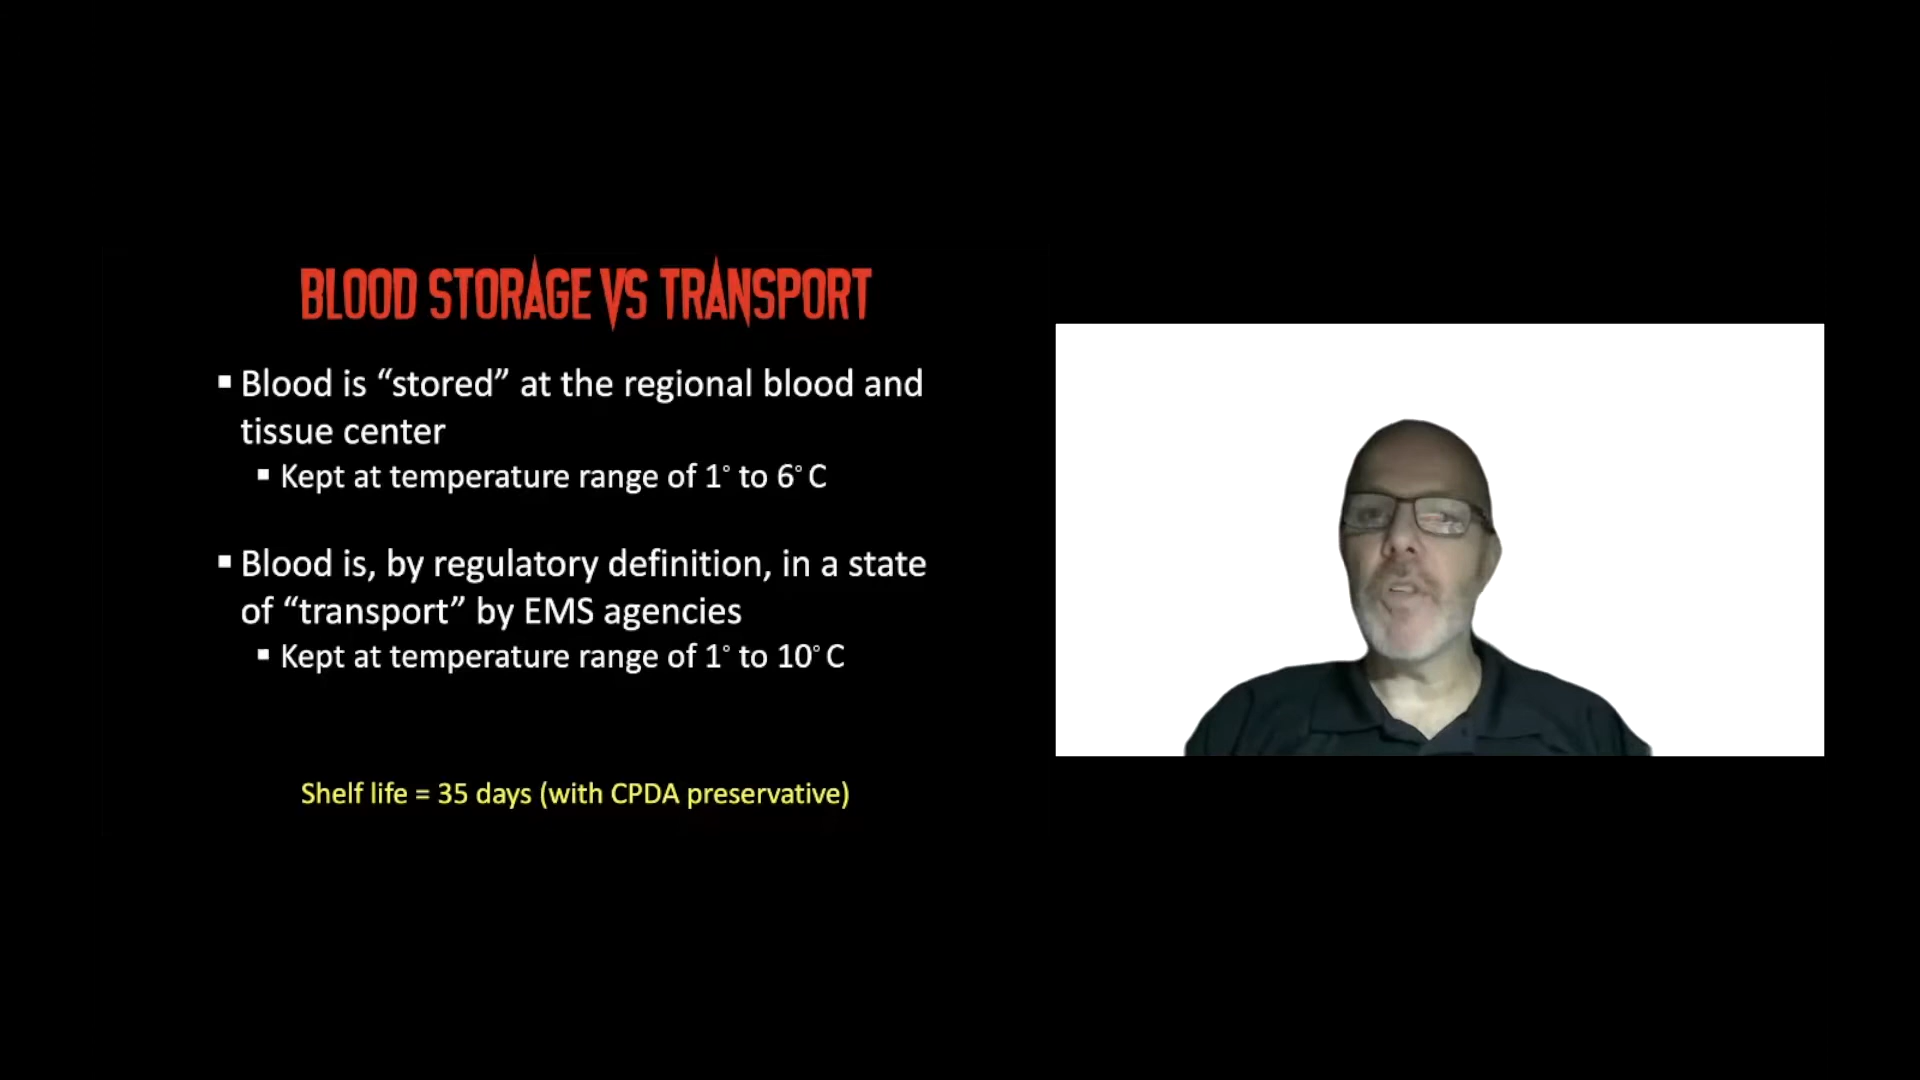 BLOOD STORAGE VS TRANSPORT
▪ Blood is “stored” at the regional blood and
tissue center
▪ Kept at temperature range of 1° to 6° C
▪ Blood is, by regulatory definition, in a state
of “transport” by EMS agencies
▪ Kept at temperature range of 1° to 10° C
Shelf life = 35 days (with CPDA preservative)